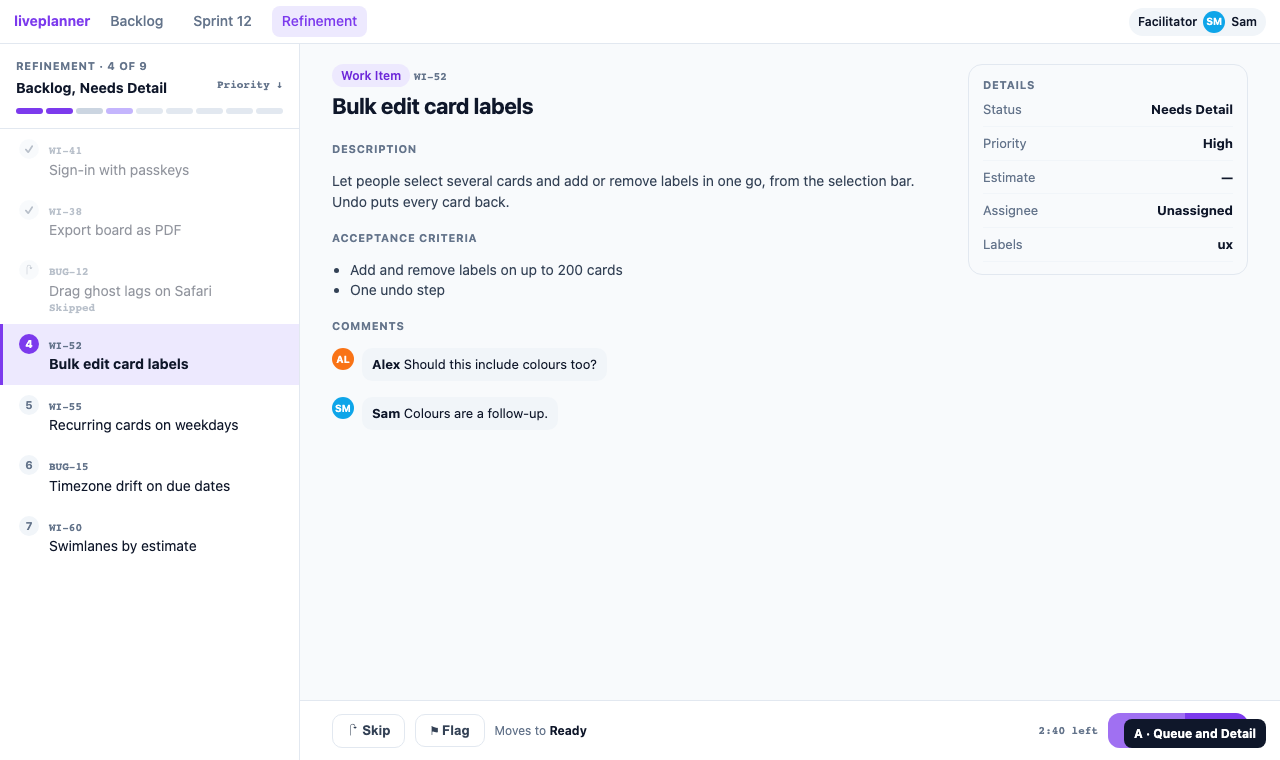 liveplanner Backlog Sprint 12 Refinement Facilitator SM Sam
REFINEMENT · 4 OF 9
Backlog, Needs Detail Priority ↓
WI-41
Sign-in with passkeys
WI-38
Export board as PDF
BUG-12
Drag ghost lags on Safari
Skipped
4 WI-52
Bulk edit card labels
5 WI-55
Recurring cards on weekdays
6 BUG-15
Timezone drift on due dates
7 WI-60
Swimlanes by estimate
Work Item WI-52
Bulk edit card labels
DESCRIPTION
Let people select several cards and add or remove labels in one go, from the selection bar.
Undo puts every card back.
ACCEPTANCE CRITERIA
• Add and remove labels on up to 200 cards
• One undo step
COMMENTS
AL Alex Should this include colours too?
SM Sam Colours are a follow-up.
DETAILS
Status Needs Detail
Priority High
Estimate —
Assignee Unassigned
Labels ux
Skip Flag Moves to Ready 2:40 left
A · Queue and Detail